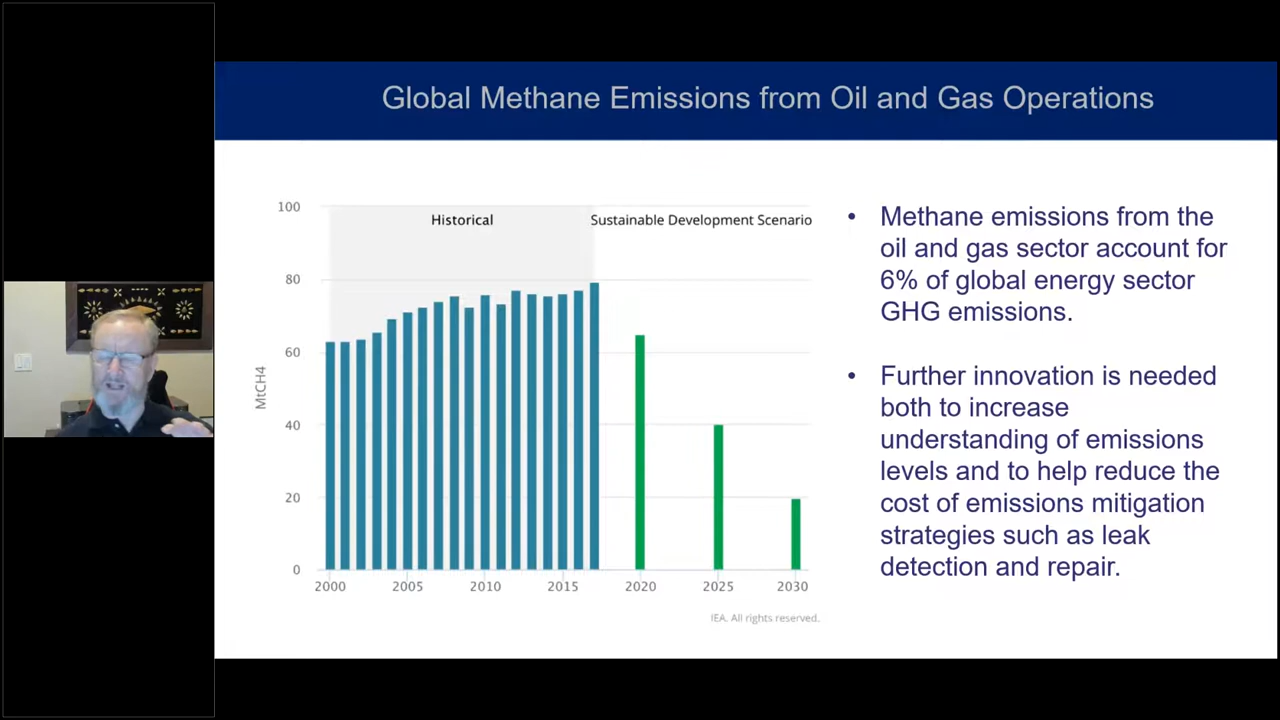 Global Methane Emissions from Oil and Gas Operations
100
80
60
40
20
0
MtCH4
Historical
Sustainable Development Scenario
2000
2005
2010
2015
2020
2025
2030
IEA. All rights reserved.
• Methane emissions from the
oil and gas sector account for
6% of global energy sector
GHG emissions.
• Further innovation is needed
both to increase
understanding of emissions
levels and to help reduce the
cost of emissions mitigation
strategies such as leak
detection and repair.